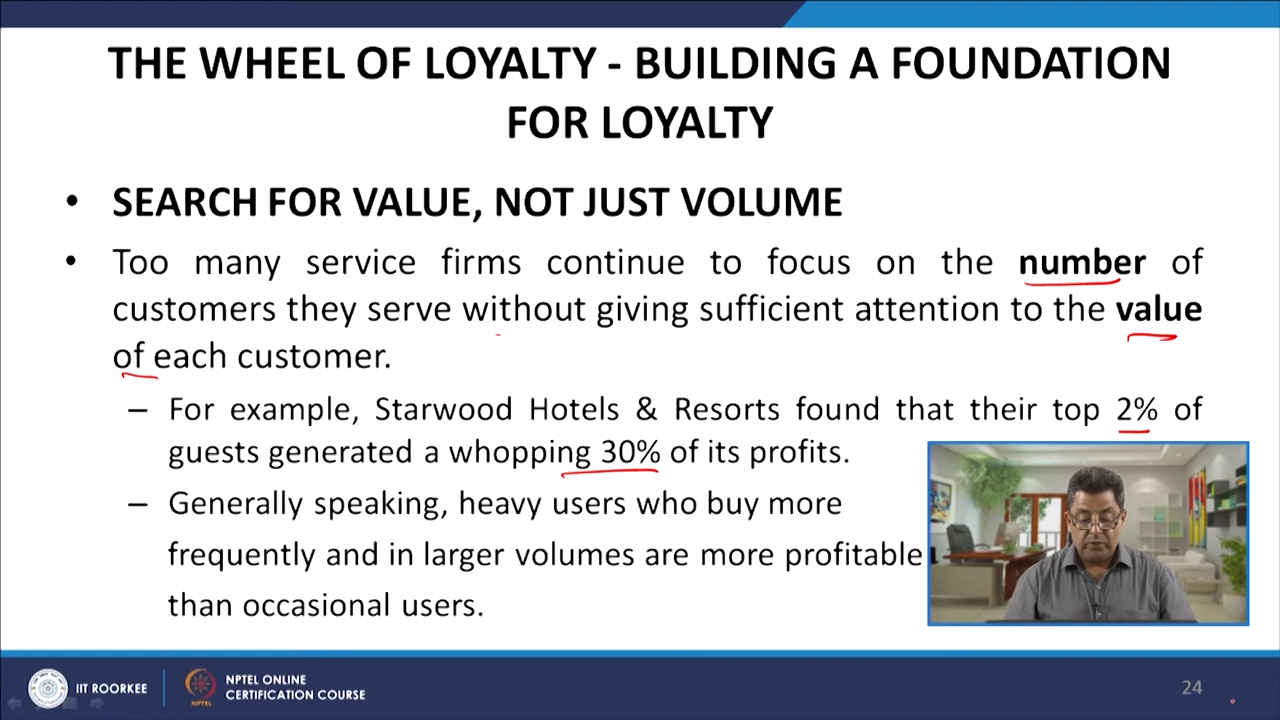 THE WHEEL OF LOYALTY - BUILDING A FOUNDATION
FOR LOYALTY
• SEARCH FOR VALUE, NOT JUST VOLUME
• Too many service firms continue to focus on the number of
customers they serve without giving sufficient attention to the value
of each customer.
– For example, Starwood Hotels & Resorts found that their top 2% of
guests generated a whopping 30% of its profits.
– Generally speaking, heavy users who buy more
frequently and in larger volumes are more profitable
than occasional users.
IIT ROORKEE
NPTEL
NPTEL ONLINE
CERTIFICATION COURSE
24